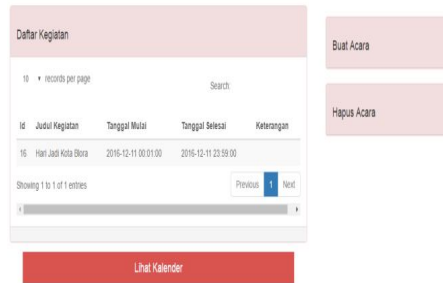 Daftar Kegiatan
10 records per page
Search:
Id Judul Kegiatan Tanggal Mulai Tanggal Selesai Keterangan
16 Hari Jadi Kota Blora 2016-12-11 00:01:00 2016-12-11 23:59:00
Showing 1 to 1 of 1 entries
Previous 1 Next
Lihat Kalender
Buat Acara
Hapus Acara